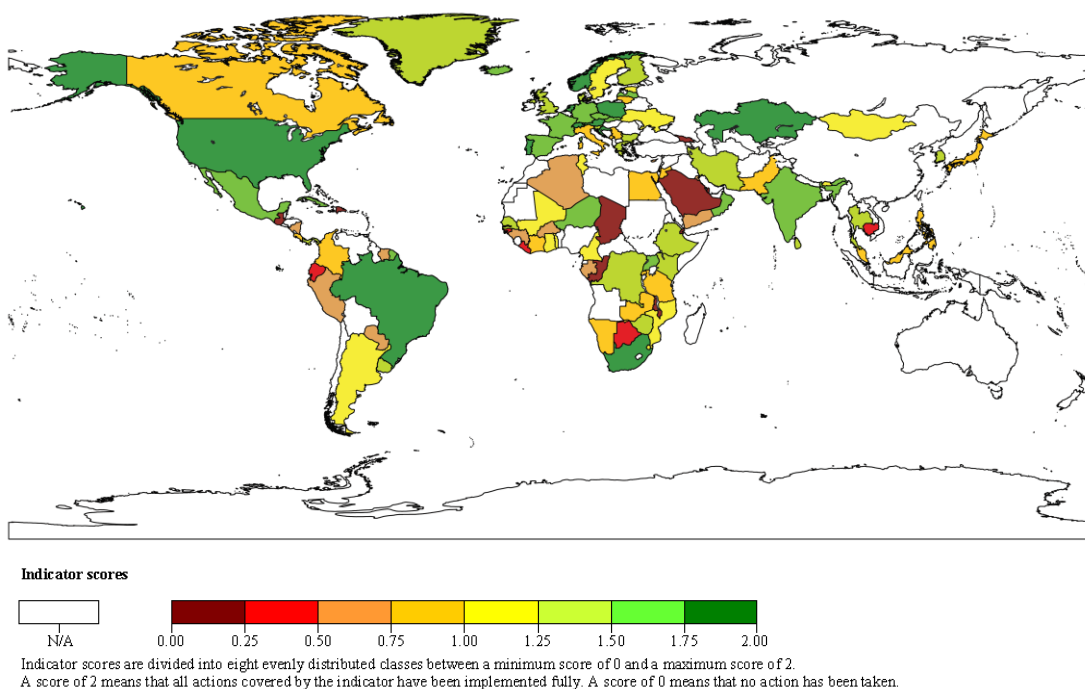 Indicator scores
N/A
0.00 0.25 0.50 0.75 1.00 1.25 1.50 1.75 2.00
Indicator scores are divided into eight evenly distributed classes between a minimum score of 0 and a maximum score of 2.
A score of 2 means that all actions covered by the indicator have been implemented fully. A score of 0 means that no action has been taken.